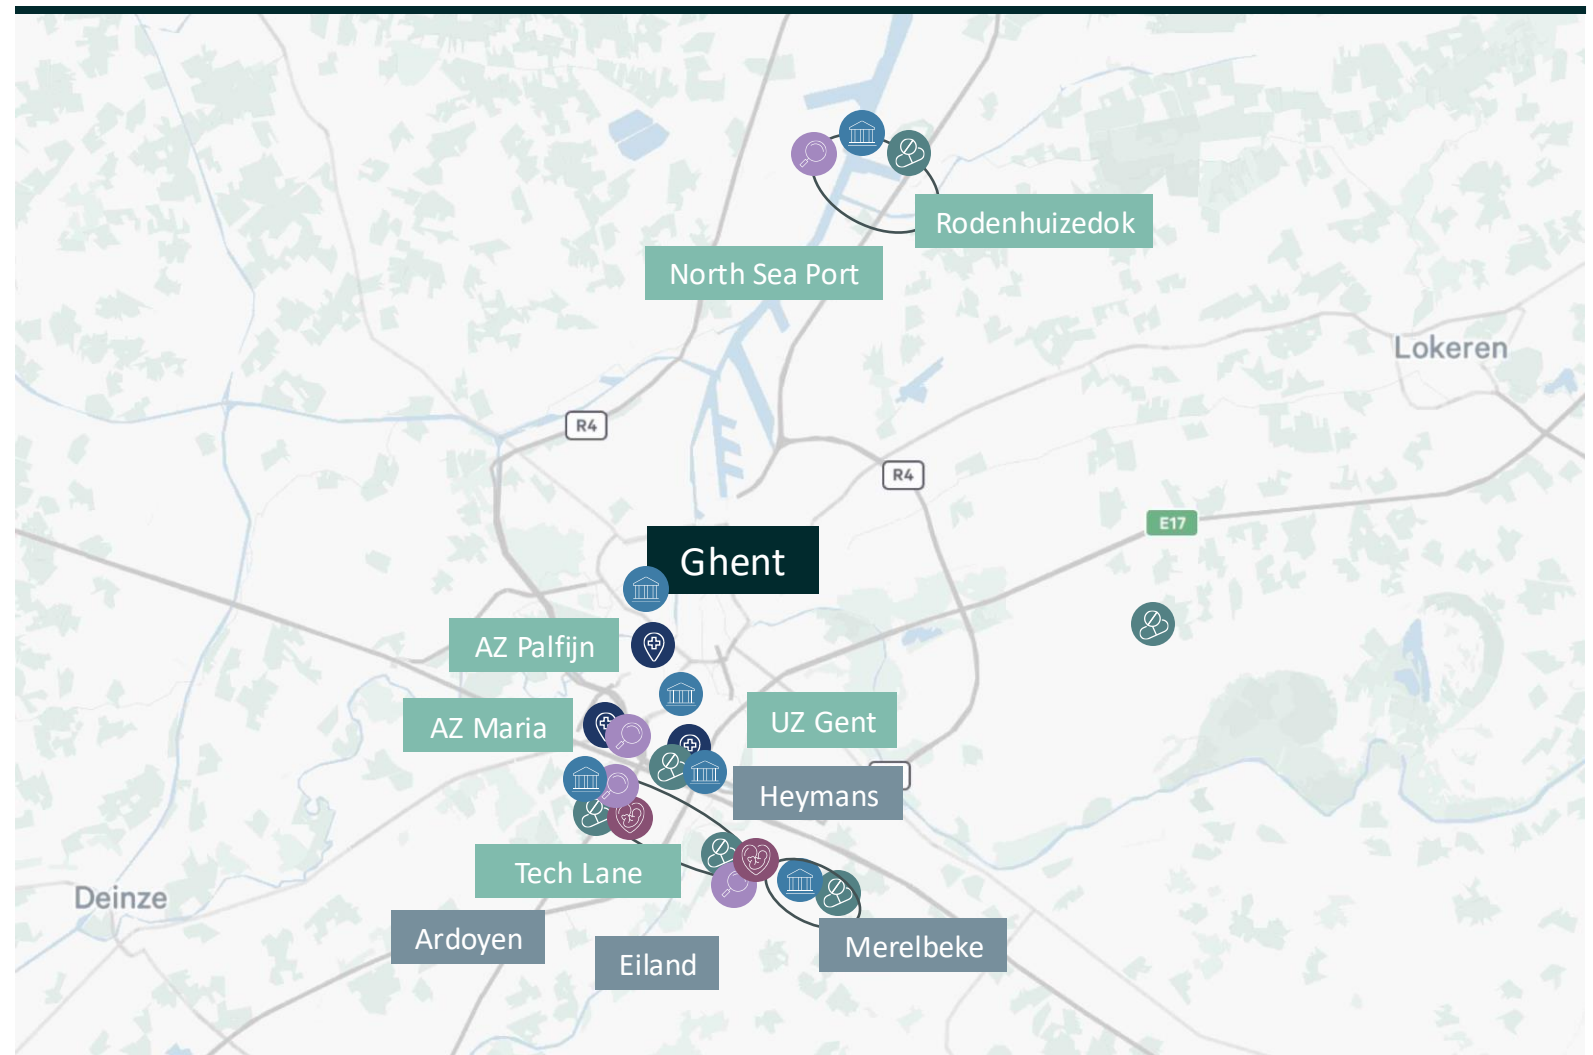 Rodenhuizedok
North Sea Port
Lokeren
R4
R4
E17
Ghent
AZ Palfijn
AZ Maria
UZ Gent
Heymans
Tech Lane
Deinze
Ardoyen
Eiland
Merelbeke